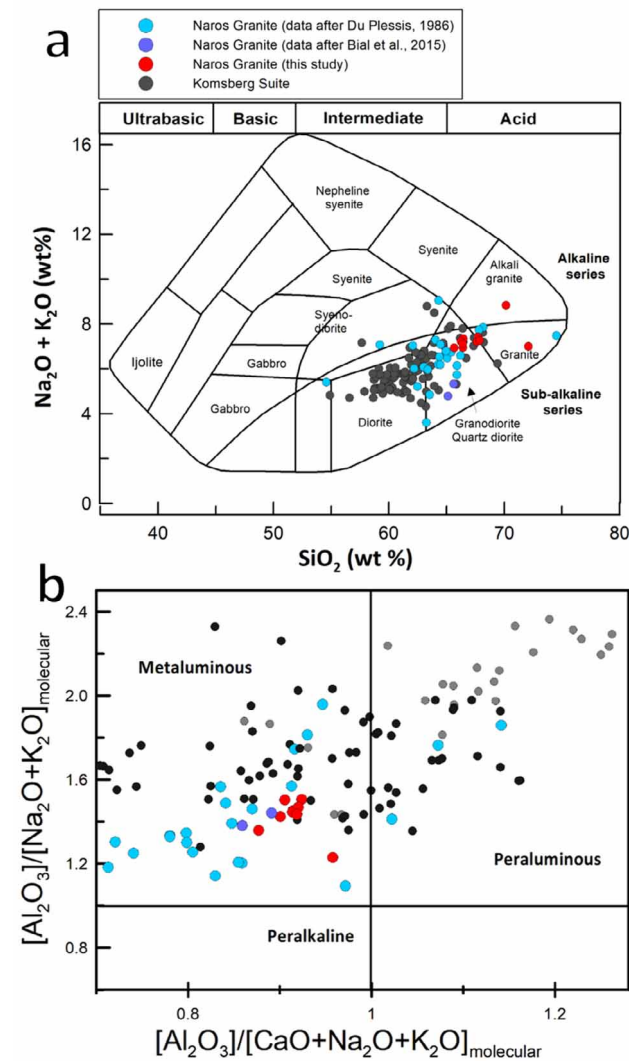 a
Naros Granite (data after Du Plessis, 1986)
Naros Granite (data after Bial et al., 2015)
Naros Granite (this study)
Komsberg Suite
Ultrabasic
Basic
Intermediate
Acid
16
12
8
4
0
Na2O + K2O (wt%)
Nepheline
syenite
Syenite
Alkali
granite
Alkaline
series
Syenite
Syeno-
diorite
Ijolite
Gabbro
Granite
Gabbro
Sub-alkaline
series
Diorite
Granodiorite
Quartz diorite
40
50
60
70
80
SiO2 (wt %)
b
2.4
2.0
1.6
1.2
0.8
[Al2O3]/[Na2O+K2O]molecular
Metaluminous
Peraluminous
Peralkaline
0.8
1
1.2
[Al2O3]/[CaO+Na2O+K2O]molecular